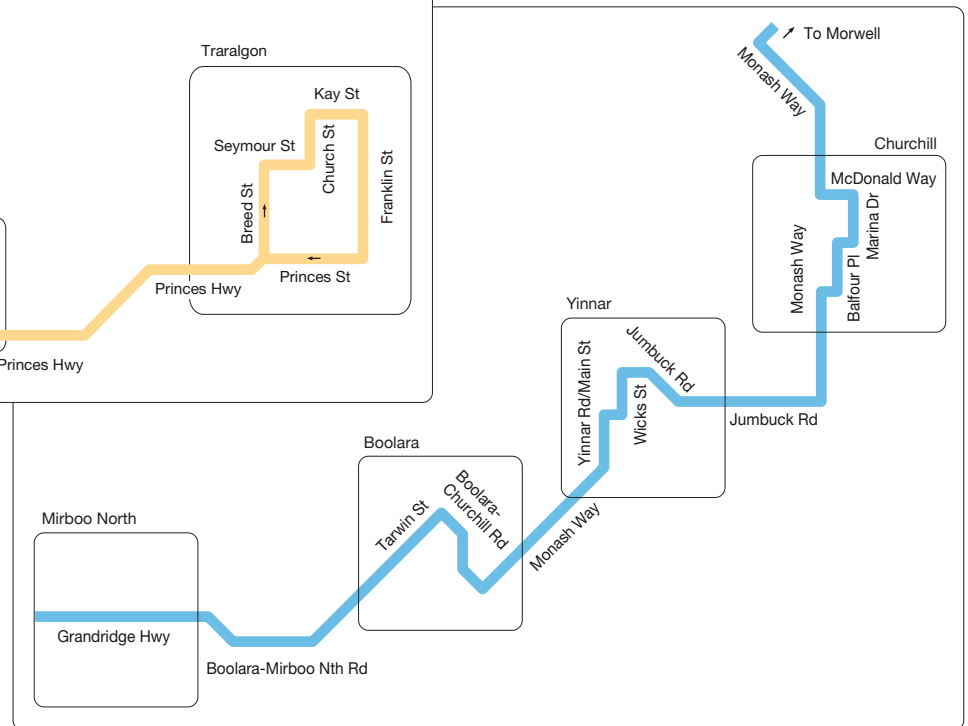 To Morwell
Monash Way
Traralgon
Kay St
Seymour St
Church St
Franklin St
Breed St
Princes St
Princes Hwy
Princes Hwy
Churchill
McDonald Way
Marina Dr
Monash Way
Balfour Pl
Yinnar
Jumbuck Rd
Yinnar Rd/Main St
Wicks St
Jumbuck Rd
Boolara
Boolara-
Churchill Rd
Tarwin St
Monash Way
Mirboo North
Grandridge Hwy
Boolara-Mirboo Nth Rd